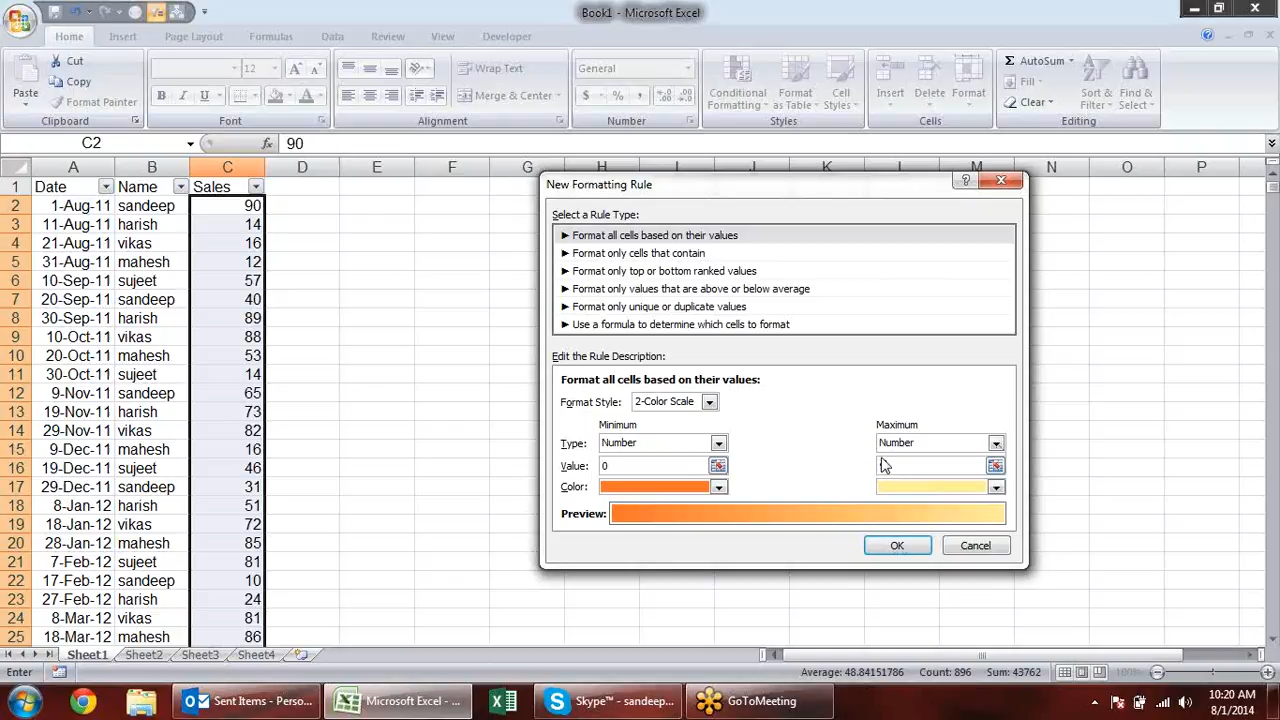 Book1 - Microsoft Excel
Home Insert Page Layout Formulas Data Review View Developer
Paste Cut Copy Format Painter Clipboard
12 A A B I U A Font
Wrap Text Merge & Center Alignment
General $ % , Number
Conditional Formatting Format as Table Cell Styles Styles
Insert Delete Format Cells
Σ AutoSum Fill Clear Sort & Filter Find & Select Editing
C2 fx 90
A B C D E F G H I J K L M N O P
1 Date Name Sales
2 1-Aug-11 sandeep 90
3 11-Aug-11 harish 14
4 21-Aug-11 vikas 16
5 31-Aug-11 mahesh 12
6 10-Sep-11 sujeet 57
7 20-Sep-11 sandeep 40
8 30-Sep-11 harish 89
9 10-Oct-11 vikas 88
10 20-Oct-11 mahesh 53
11 30-Oct-11 sujeet 14
12 9-Nov-11 sandeep 65
13 19-Nov-11 harish 73
14 29-Nov-11 vikas 82
15 9-Dec-11 mahesh 16
16 19-Dec-11 sujeet 46
17 29-Dec-11 sandeep 31
18 8-Jan-12 harish 51
19 18-Jan-12 vikas 72
20 28-Jan-12 mahesh 85
21 7-Feb-12 sujeet 81
22 17-Feb-12 sandeep 10
23 27-Feb-12 harish 24
24 8-Mar-12 vikas 81
25 18-Mar-12 mahesh 86
New Formatting Rule
Select a Rule Type:
► Format all cells based on their values
► Format only cells that contain
► Format only top or bottom ranked values
► Format only values that are above or below average
► Format only unique or duplicate values
► Use a formula to determine which cells to format
Edit the Rule Description:
Format all cells based on their values:
Format Style: 2-Color Scale
Minimum Maximum
Type: Number Number
Value: 0
Color:
Preview:
OK Cancel
Sheet1 Sheet2 Sheet3 Sheet4
Enter Average: 48.84151786 Count: 896 Sum: 43762 100%
Sent Items - Perso... Microsoft Excel - ... Skype™ - sandeep... GoToMeeting
10:20 AM
8/1/2014